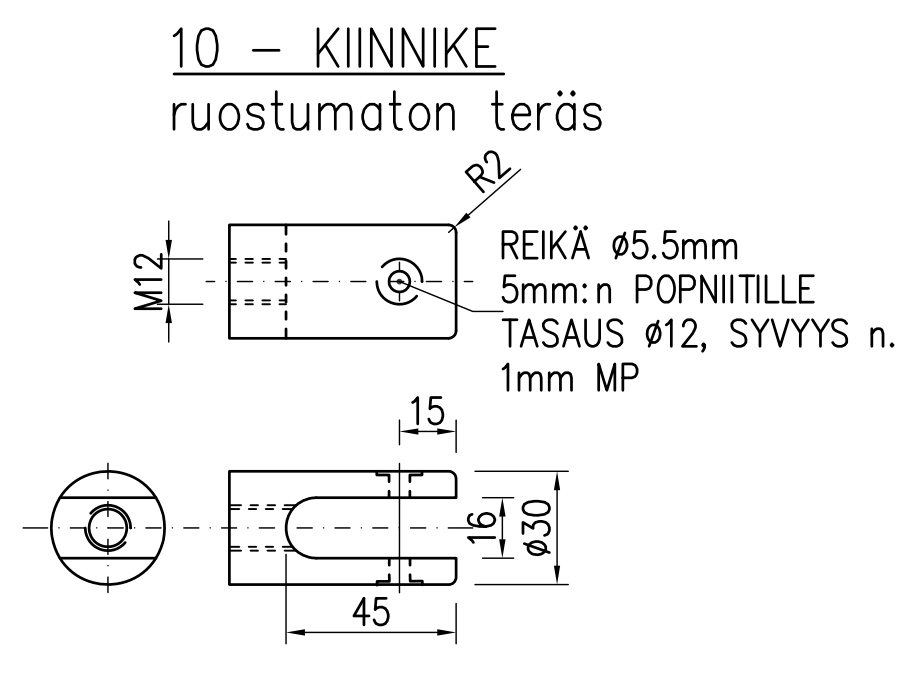 10 – KIINNIKE
ruostumaton teräs
R2
M12
REIKÄ ø5.5mm
5mm:n POPNIITILLE
TASAUS ø12, SYVYYS n.
1mm MP
15
16
ø30
45